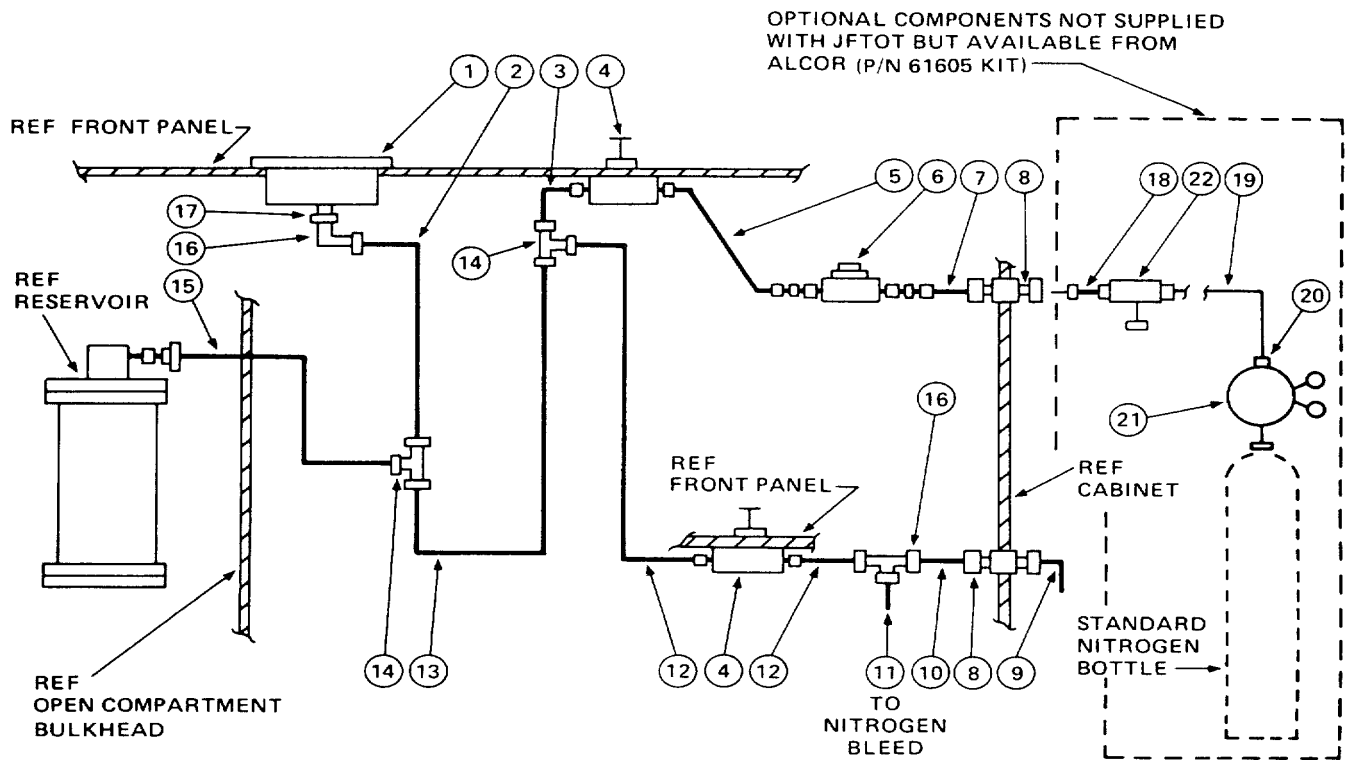 OPTIONAL COMPONENTS NOT SUPPLIED
WITH JFTOT BUT AVAILABLE FROM
ALCOR (P/N 61605 KIT)
1
2
3
4
REF FRONT PANEL
5
6
7
8
18
22
19
17
16
14
REF
RESERVOIR
15
20
16
21
REF
FRONT PANEL
REF
CABINET
STANDARD
NITROGEN
BOTTLE
14
13
12
4
12
11
10
8
9
TO
NITROGEN
BLEED
REF
OPEN COMPARTMENT
BULKHEAD